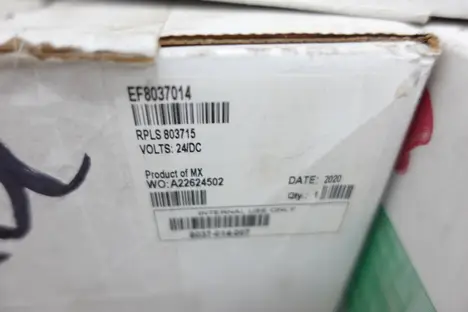 EF8037014
RPLS 803715
VOLTS: 24/DC
Product of MX
WO: A22624502
DATE: 2020
Qty.: 1
INTERNAL USE ONLY
8037-014-207